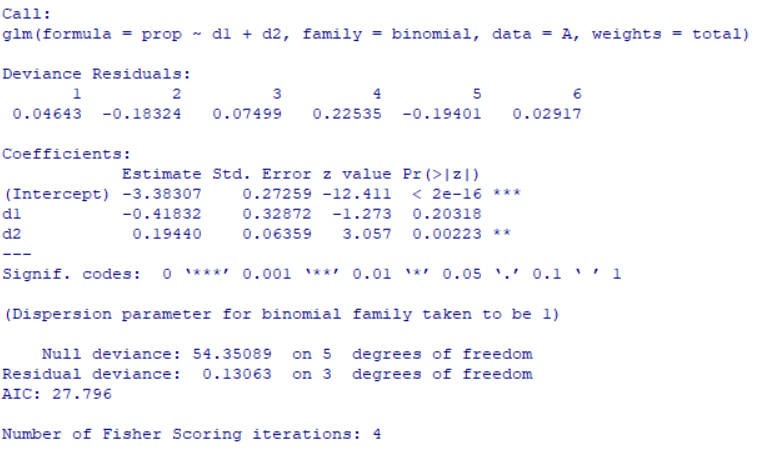 Call:
glm(formula = prop ~ d1 + d2, family = binomial, data = A, weights = total)
Deviance Residuals:
1 2 3 4 5 6
0.04643 -0.18324 0.07499 0.22535 -0.19401 0.02917
Coefficients:
Estimate Std. Error z value Pr(>|z|)
(Intercept) -3.38307 0.27259 -12.411 < 2e-16 ***
d1 -0.41832 0.32872 -1.273 0.20318
d2 0.19440 0.06359 3.057 0.00223 **
---
Signif. codes: 0 ‘***’ 0.001 ‘**’ 0.01 ‘*’ 0.05 ‘.’ 0.1 ‘ ’ 1
(Dispersion parameter for binomial family taken to be 1)
Null deviance: 54.35089 on 5 degrees of freedom
Residual deviance: 0.13063 on 3 degrees of freedom
AIC: 27.796
Number of Fisher Scoring iterations: 4